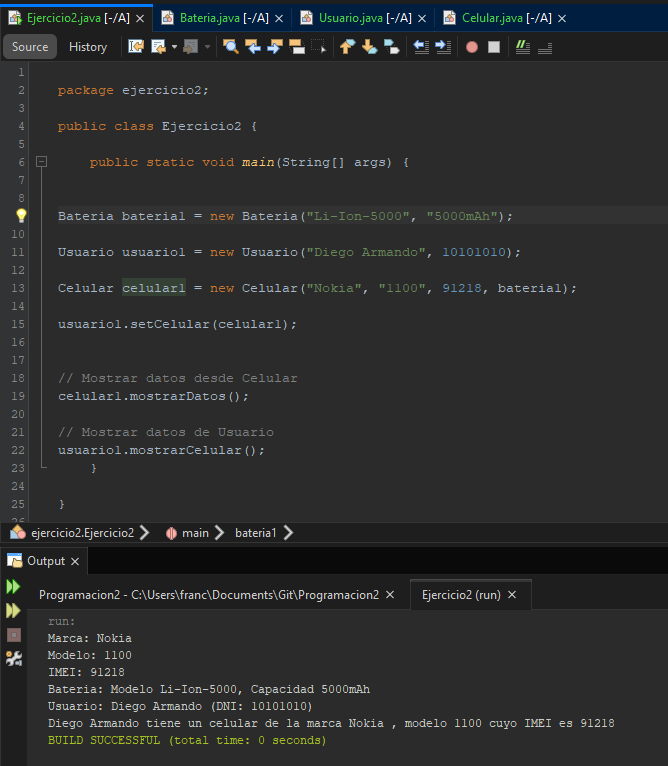 Ejercicio2.java [-/A] Bateria.java [-/A] Usuario.java [-/A] Celular.java [-/A]
Source History
1
2 package ejercicio2;
3
4 public class Ejercicio2 {
5
6 public static void main(String[] args) {
7
8
Bateria bateria1 = new Bateria("Li-Ion-5000", "5000mAh");
10
11 Usuario usuario1 = new Usuario("Diego Armando", 10101010);
12
13 Celular celular1 = new Celular("Nokia", "1100", 91218, bateria1);
14
15 usuario1.setCelular(celular1);
16
17
18 // Mostrar datos desde Celular
19 celular1.mostrarDatos();
20
21 // Mostrar datos de Usuario
22 usuario1.mostrarCelular();
23 }
24
25 }
26
ejercicio2.Ejercicio2 main bateria1
Output
Programacion2 - C:\Users\franc\Documents\Git\Programacion2 Ejercicio2 (run)
run:
Marca: Nokia
Modelo: 1100
IMEI: 91218
Bateria: Modelo Li-Ion-5000, Capacidad 5000mAh
Usuario: Diego Armando (DNI: 10101010)
Diego Armando tiene un celular de la marca Nokia , modelo 1100 cuyo IMEI es 91218
BUILD SUCCESSFUL (total time: 0 seconds)